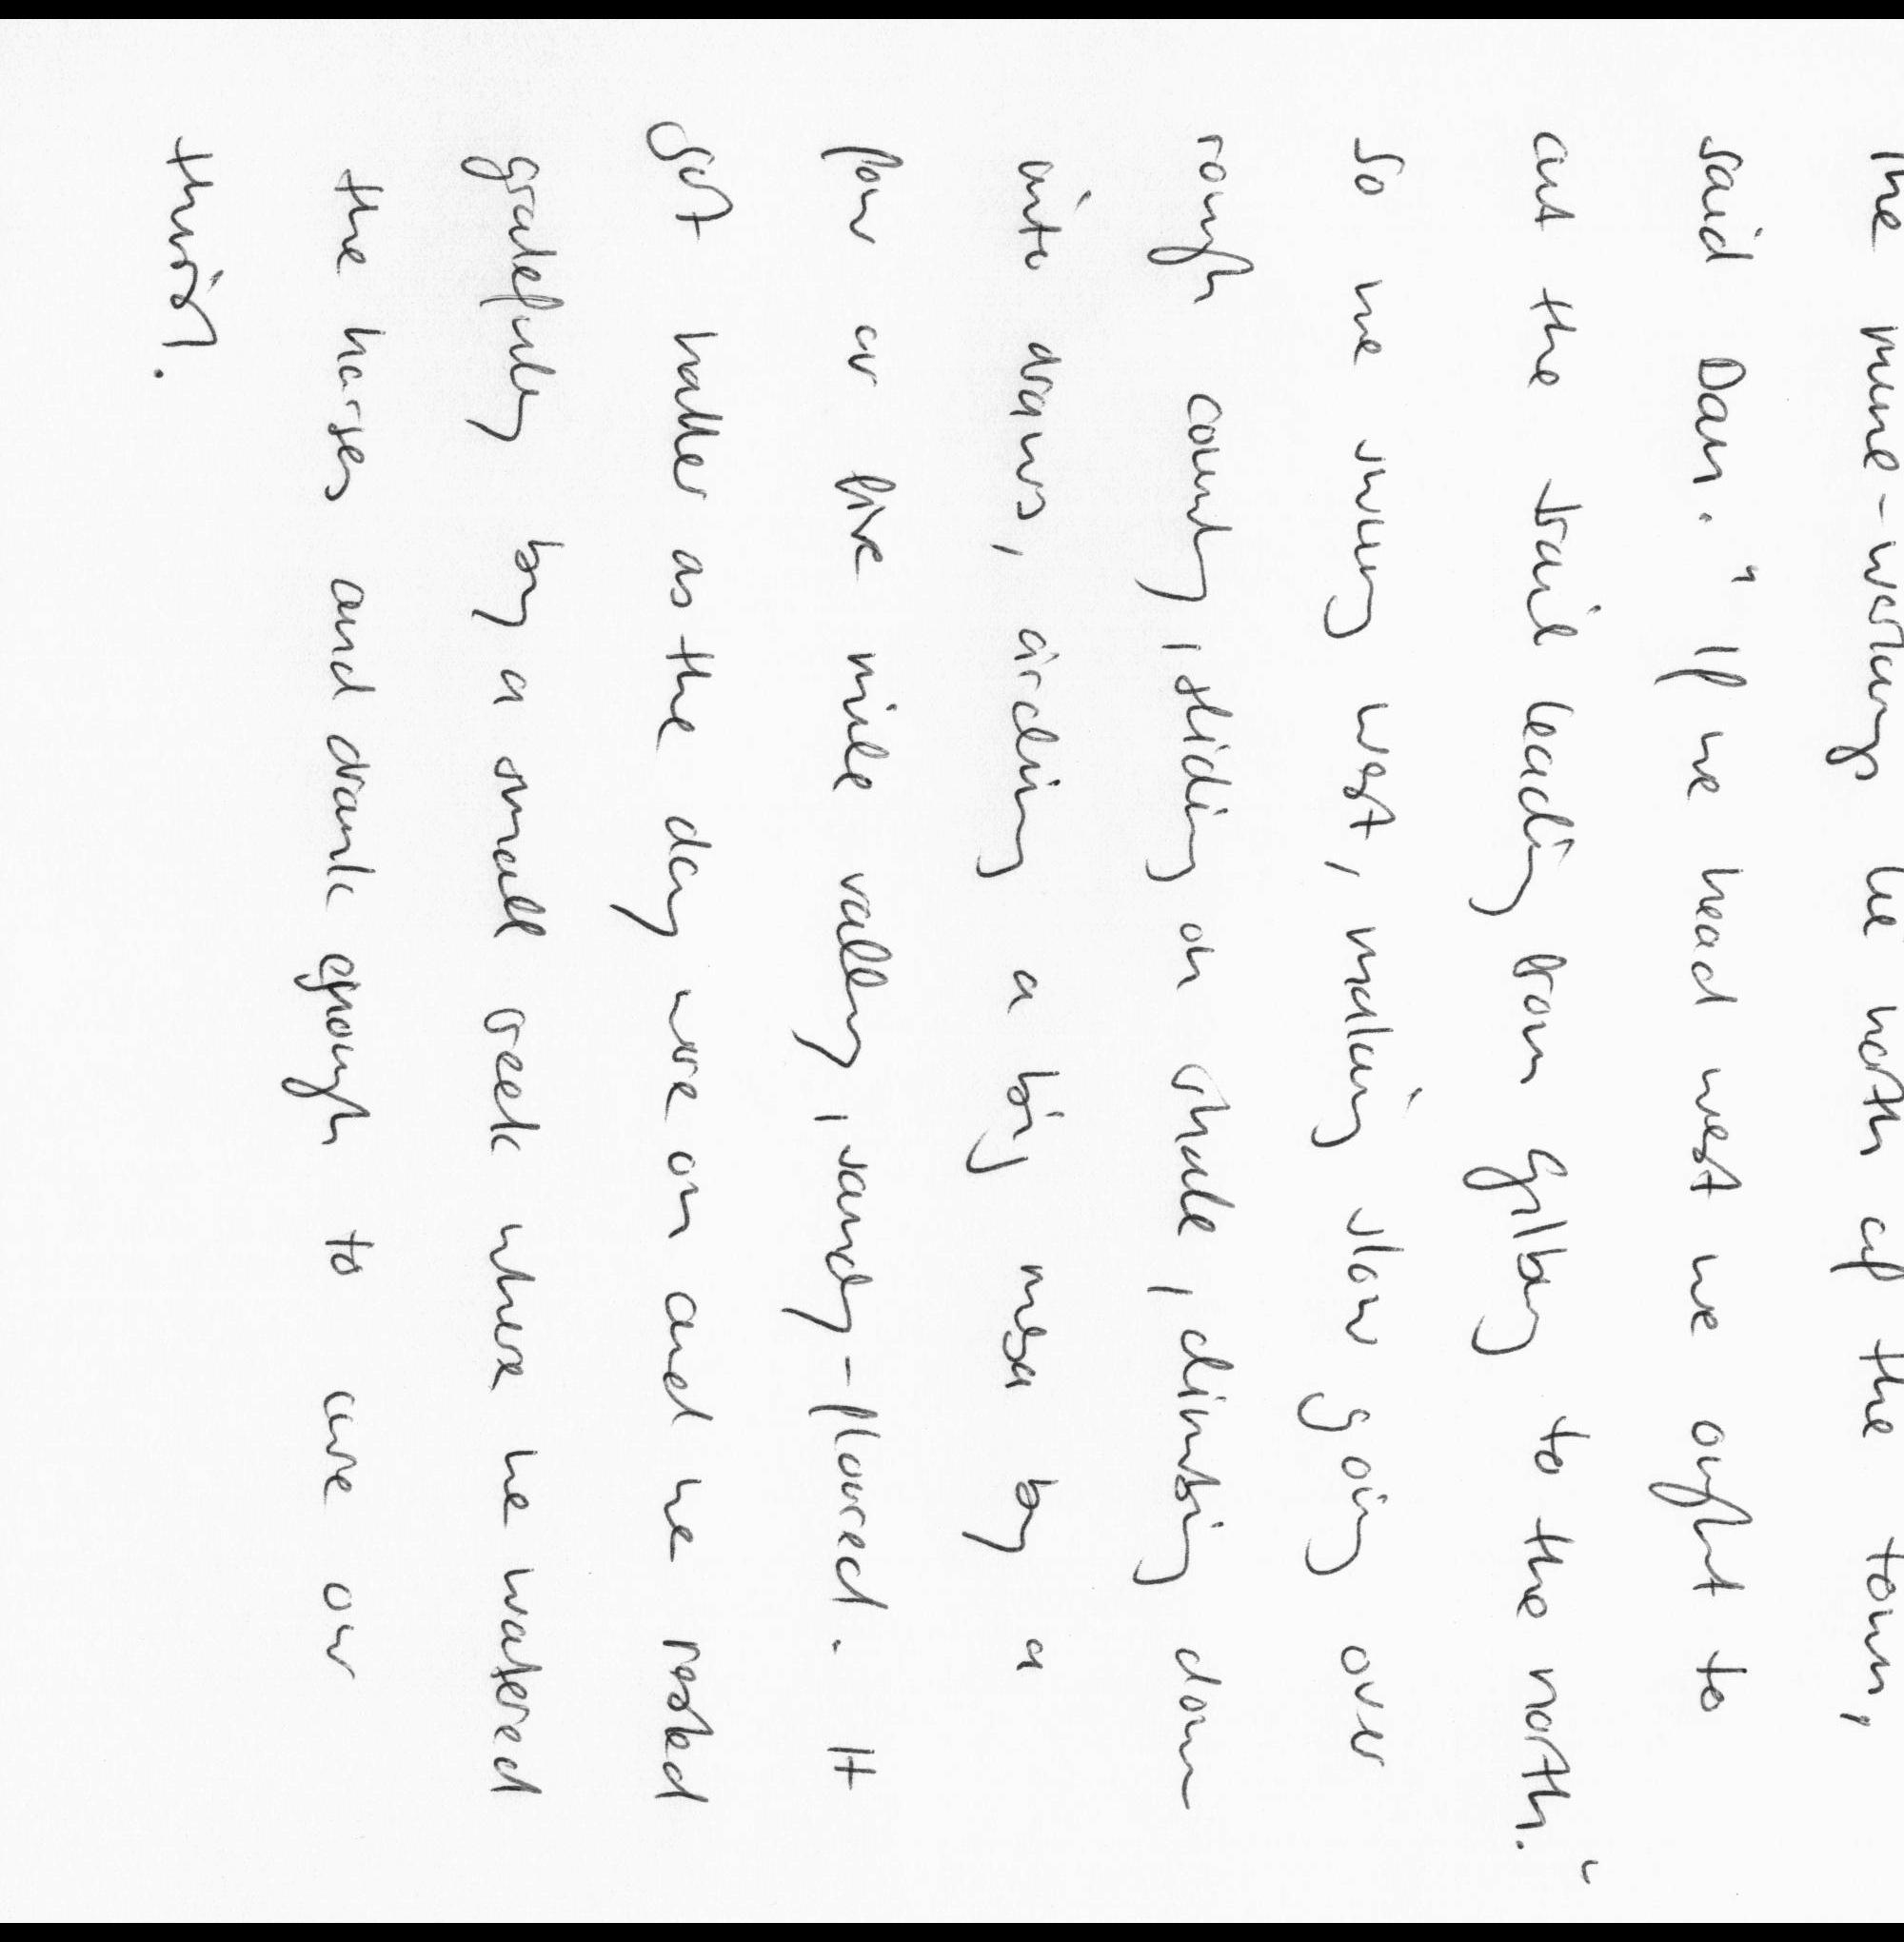 The mine-workings lie north of the town,
said Dan. "If we head west we ought to
cut the trail leading from Gilboy to the north."
So we swung west, making slow going over
rough country, sliding on shale, climbing down
into draws, circling a big mesa by a
four or five mile valley, sandy-floured. It
got hotter as the day wore on and we rested
gratefully by a small creek where we watered
the horses and drank enough to cure our
thirst.